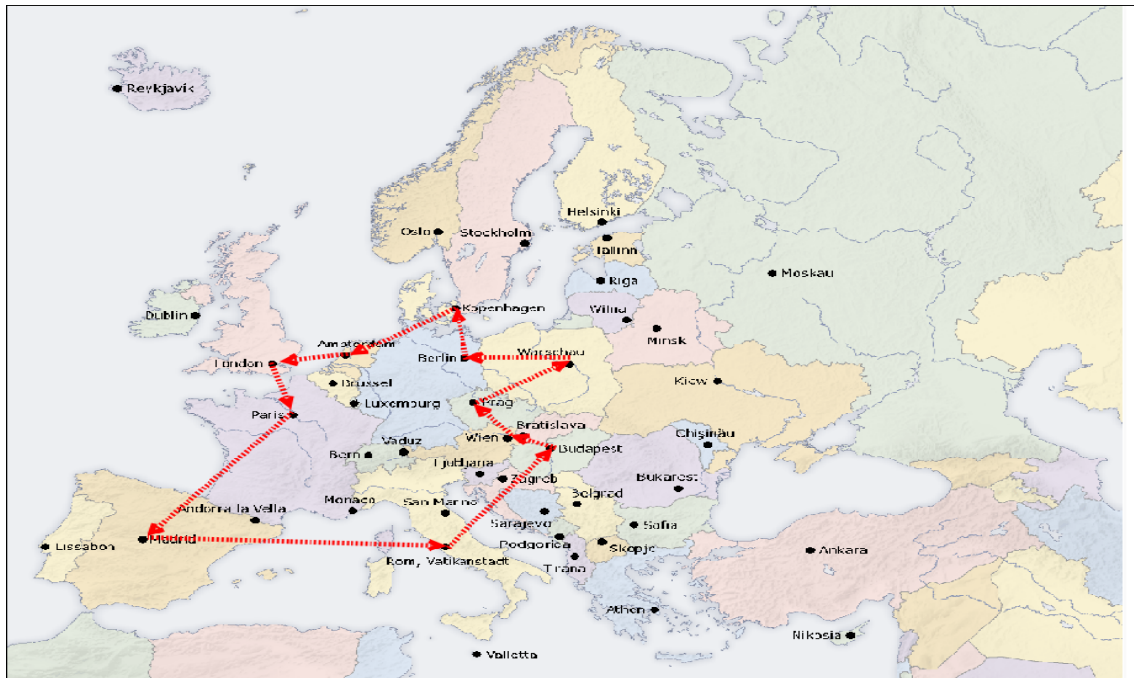 Reykjavik
Helsinki
Oslo
Stockholm
Tallinn
Moskau
Riga
Dublin
Kopenhagen
Wilna
Minsk
Amsterdam
London
Berlin
Warschau
Brüssel
Kiew
Luxemburg
Prag
Paris
Bratislava
Wien
Vaduz
Bern
Budapest
Chişinău
Ljubljana
Zagreb
Bukarest
Monaco
San Marino
Belgrad
Andorra la Vella
Sarajevo
Sofia
Lissabon
Madrid
Podgorica
Skopje
Ankara
Rom, Vatikanstadt
Tirana
Athen
Nikosia
Valletta